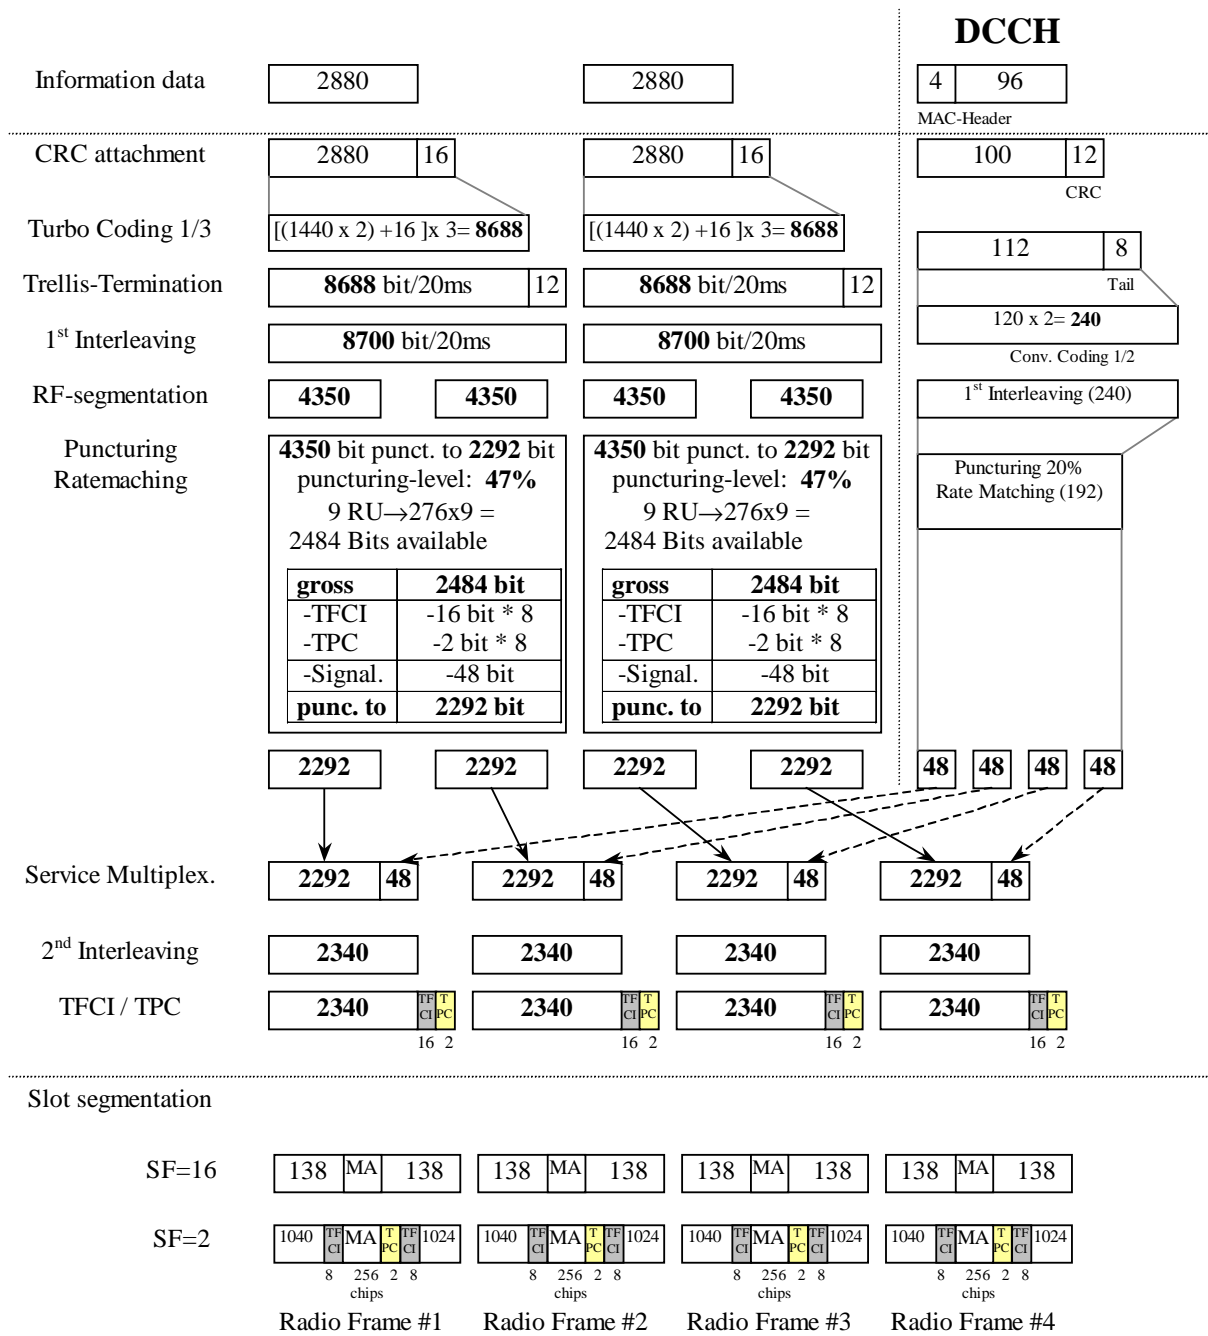 DCCH
Information data 2880 2880 4 96
MAC-Header
CRC attachment 2880 16 2880 16 100 12
CRC
Turbo Coding 1/3 [(1440 x 2) +16 ]x 3= 8688 [(1440 x 2) +16 ]x 3= 8688
112 8
Tail
Trellis-Termination 8688 bit/20ms 12 8688 bit/20ms 12
120 x 2= 240
Conv. Coding 1/2
1st Interleaving 8700 bit/20ms 8700 bit/20ms
RF-segmentation 4350 4350 4350 4350 1st Interleaving (240)
Puncturing
Ratemaching
4350 bit punct. to 2292 bit
puncturing-level: 47%
9 RU→276x9 =
2484 Bits available
gross 2484 bit
-TFCI -16 bit * 8
-TPC -2 bit * 8
-Signal. -48 bit
punc. to 2292 bit
4350 bit punct. to 2292 bit
puncturing-level: 47%
9 RU→276x9 =
2484 Bits available
gross 2484 bit
-TFCI -16 bit * 8
-TPC -2 bit * 8
-Signal. -48 bit
punc. to 2292 bit
Puncturing 20%
Rate Matching (192)
2292 2292 2292 2292 48 48 48 48
Service Multiplex. 2292 48 2292 48 2292 48 2292 48
2nd Interleaving 2340 2340 2340 2340
TFCI / TPC 2340 TF CI T PC 2340 TF CI T PC 2340 TF CI T PC 2340 TF CI T PC
16 2 16 2 16 2 16 2
Slot segmentation
SF=16 138 MA 138 138 MA 138 138 MA 138 138 MA 138
SF=2 1040 TF CI MA T PC TF CI 1024 1040 TF CI MA T PC TF CI 1024 1040 TF CI MA T PC TF CI 1024 1040 TF CI MA T PC TF CI 1024
8 256 2 8 8 256 2 8 8 256 2 8 8 256 2 8
chips chips chips chips
Radio Frame #1 Radio Frame #2 Radio Frame #3 Radio Frame #4